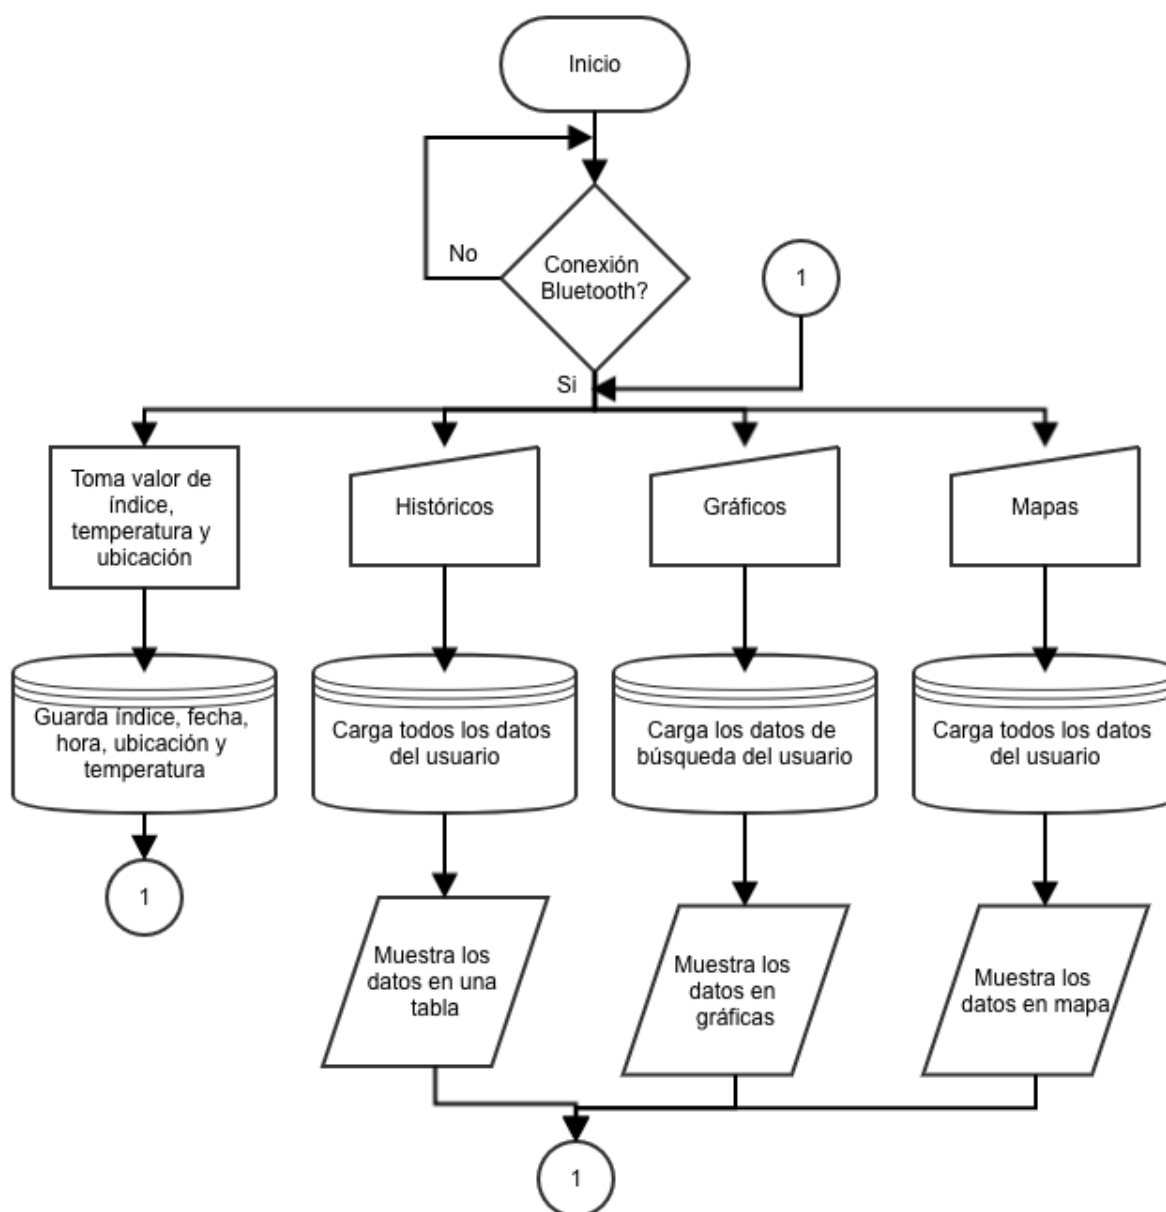 Inicio
No
Conexión
Bluetooth?
1
Si
Toma valor de
índice,
temperatura y
ubicación
Históricos
Gráficos
Mapas
Guarda índice, fecha,
hora, ubicación y
temperatura
Carga todos los datos
del usuario
Carga los datos de
búsqueda del usuario
Carga todos los datos
del usuario
1
Muestra los
datos en una
tabla
Muestra los
datos en
gráficas
Muestra los
datos en mapa
1